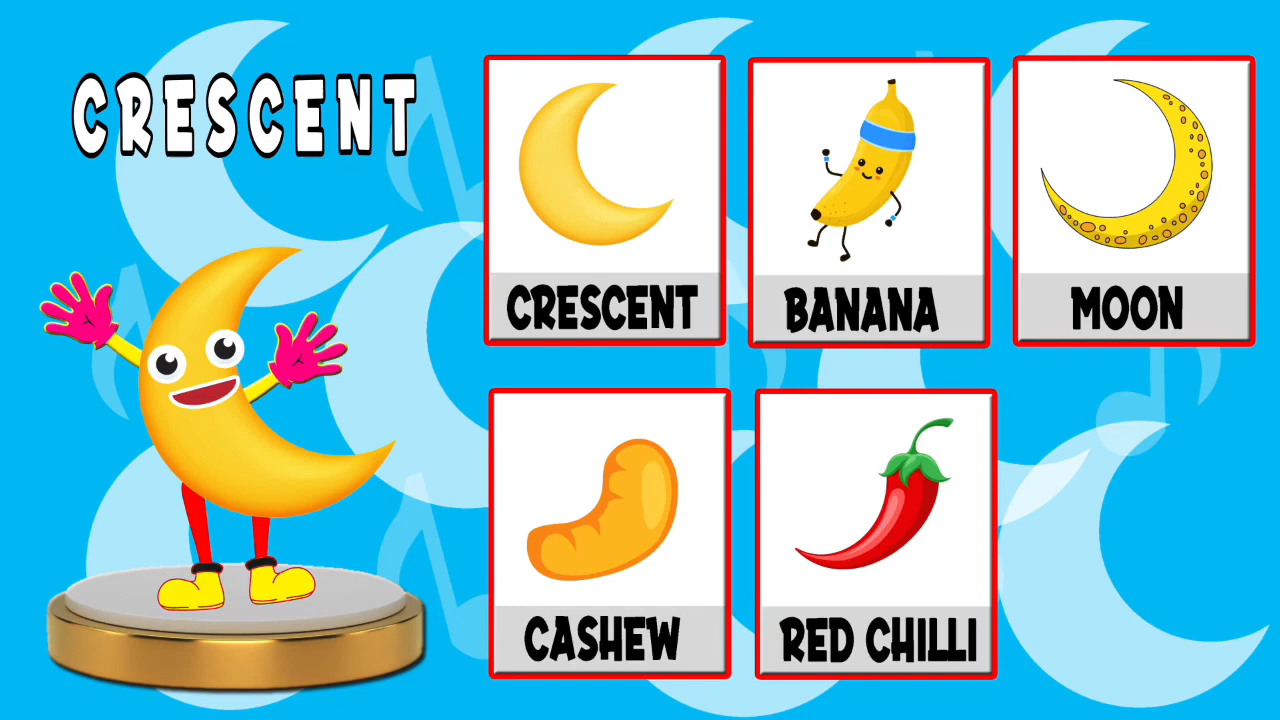 CRESCENT
CRESCENT
BANANA
MOON
CASHEW
RED CHILLI